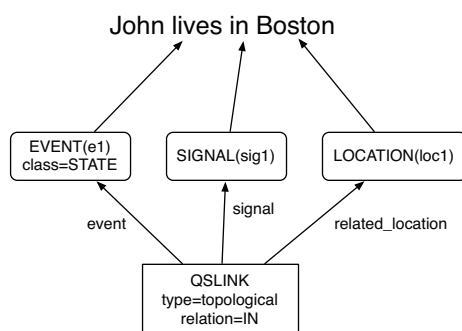 John lives in Boston
EVENT(e1)
class=STATE
SIGNAL(sig1)
LOCATION(loc1)
event
signal
related_location
QSLINK
type=topological
relation=IN